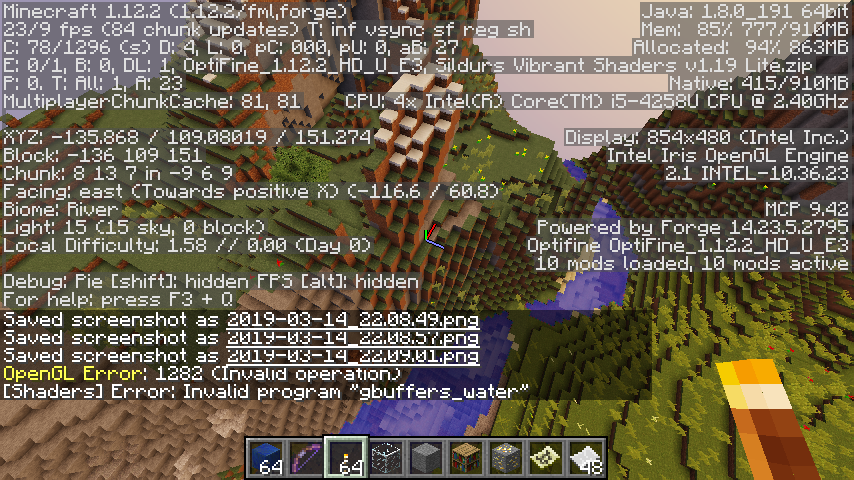 Minecraft 1.12.2 (1.12.2/fml,forge)
23/9 fps (84 chunk updates) T: inf vsync sf reg sh
C: 78/1296 (s) D: 4, L: 0, pC: 000, pU: 0, aB: 27
E: 0/1, B: 0, DL: 1, OptiFine_1.12.2_HD_U_E3, Sildurs Vibrant Shaders v1.19 Lite.zip
P: 0. T: All: 1, A: 23
MultiplayerChunkCache: 81, 81
XYZ: -135.868 / 109.08019 / 151.274
Block: -136 109 151
Chunk: 8 13 7 in -9 6 9
Facing: east (Towards positive X) (-116.6 / 60.8)
Biome: River
Light: 15 (15 sky, 0 block)
Local Difficulty: 1.58 // 0.00 (Day 0)
Debug: Pie [shift]: hidden FPS [alt]: hidden
For help: press F3 + Q
Java: 1.8.0_191 64bit
Mem: 85% 777/910MB
Allocated: 94% 863MB
Native: 415/910MB
CPU: 4x Intel(R) Core(TM) i5-4258U CPU @ 2.40GHz
Display: 854x480 (Intel Inc.)
Intel Iris OpenGL Engine
2.1 INTEL-10.36.23
MCP 9.42
Powered by Forge 14.23.5.2795
Optifine OptiFine_1.12.2_HD_U_E3
10 mods loaded, 10 mods active
Saved screenshot as 2019-03-14_22.08.49.png
Saved screenshot as 2019-03-14_22.08.57.png
Saved screenshot as 2019-03-14_22.09.01.png
OpenGL Error: 1282 (Invalid operation)
[Shaders] Error: Invalid program "gbuffers_water"
64
64
48